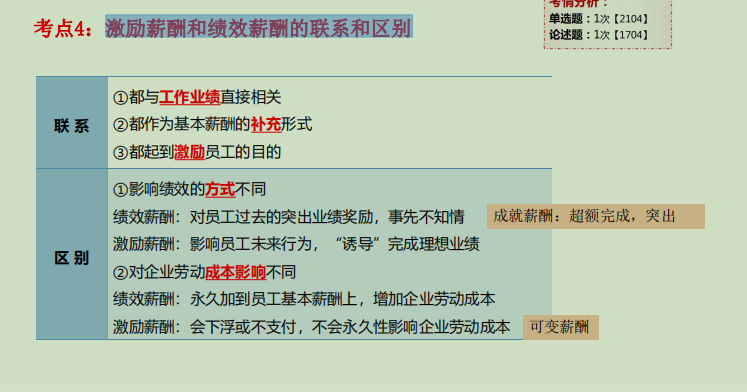 考情分析：
单选题：1次【2104】
论述题：1次【1704】
考点4：激励薪酬和绩效薪酬的联系和区别
联系
①都与工作业绩直接相关
②都作为基本薪酬的补充形式
③都起到激励员工的目的
区别
①影响绩效的方式不同
绩效薪酬：对员工过去的突出业绩奖励，事先不知情
成就薪酬：超额完成，突出
激励薪酬：影响员工未来行为，“诱导”完成理想业绩
②对企业劳动成本影响不同
绩效薪酬：永久加到员工基本薪酬上，增加企业劳动成本
激励薪酬：会下浮或不支付，不会永久性影响企业劳动成本
可变薪酬